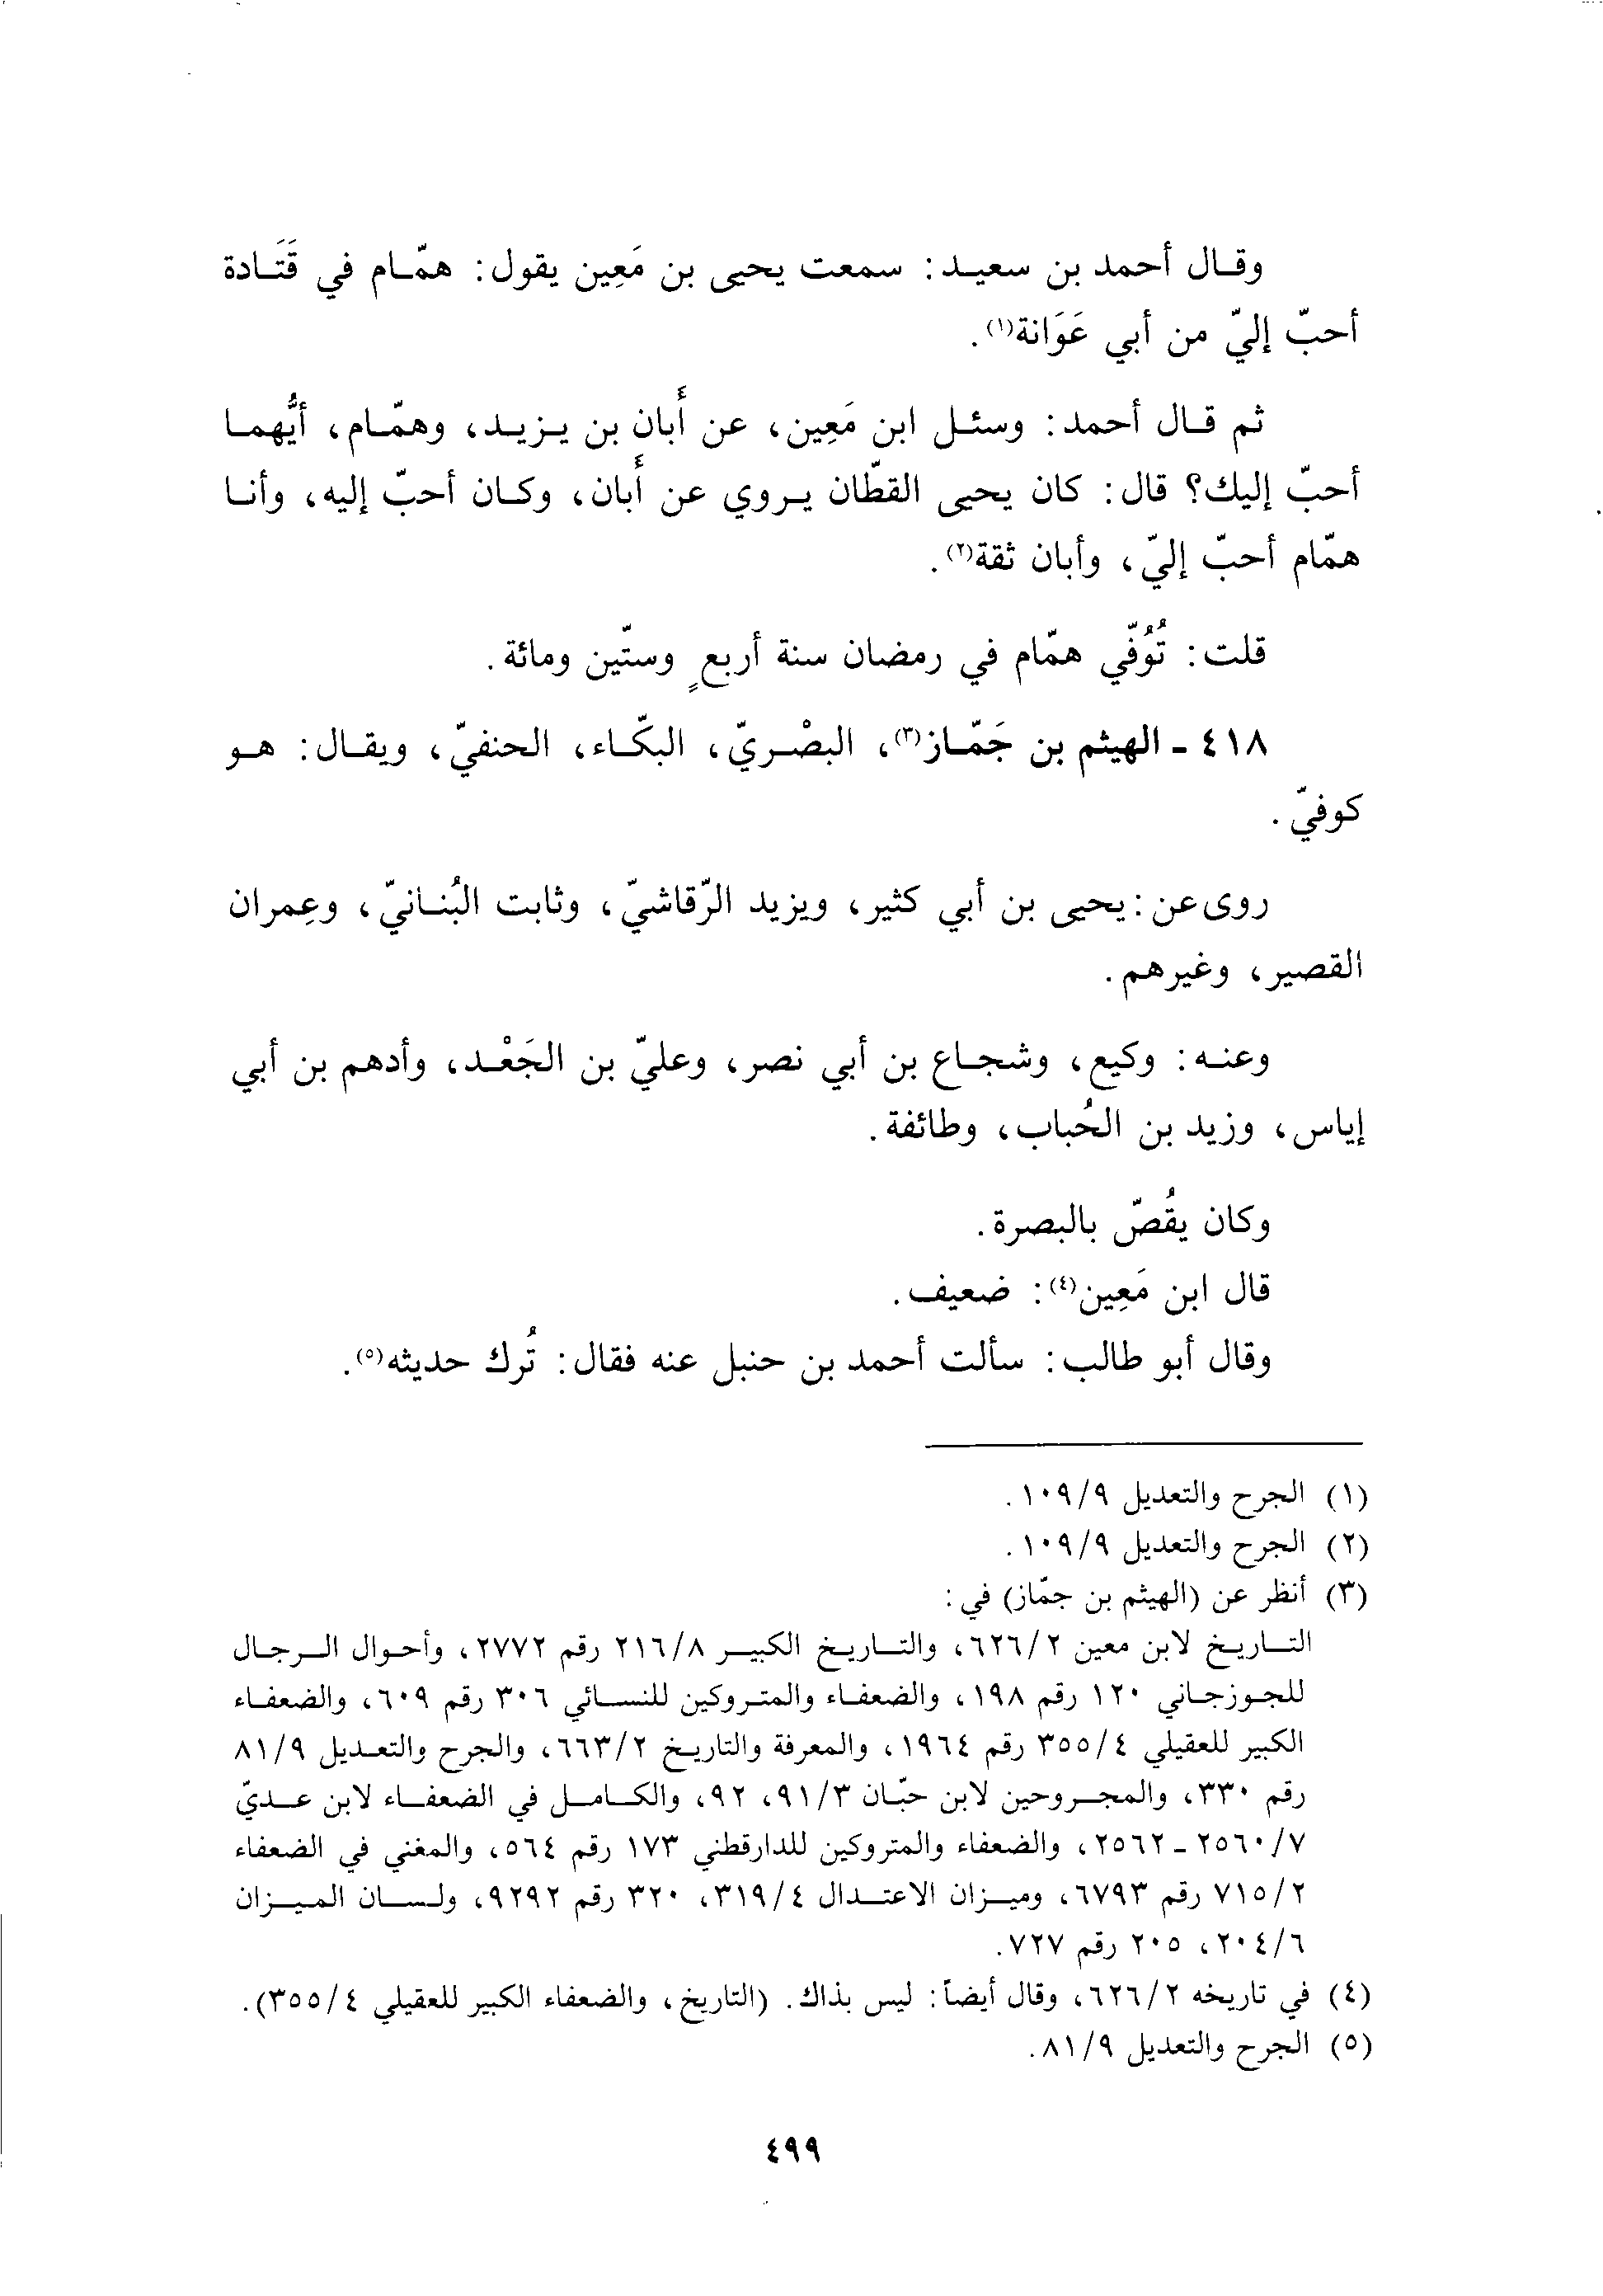 وقال أحمد بن سعيد: سمعت يحيى بن مَعِين يقول: همّام في قَتَادة
أحبّ إليّ من أبي عَوَانة(١).
ثم قال أحمد: وسئل ابن مَعِين، عن أَبان بن يزيد، وهمّام، أيُّهما
أحبّ إليك؟ قال: كان يحيى القطّان يروي عن أَبان، وكان أحبّ إليه، وأنا
همّام أحبّ إليّ، وأبان ثقة(٢).
قلت: تُوُفّي همّام في رمضان سنة أربعٍ وستّين ومائة.
٤١٨ - الهيثم بن جَمّاز(٣)، البصْريّ، البكّاء، الحنفيّ، ويقال: هو
كوفيّ.
روى عن: يحيى بن أبي كثير، ويزيد الرّقاشيّ، وثابت البُنانيّ، وعِمران
القصير، وغيرهم.
وعنه: وكيع، وشجاع بن أبي نصر، وعليّ بن الجَعْد، وأدهم بن أبي
إياس، وزيد بن الحُباب، وطائفة.
وكان يقُصّ بالبصرة.
قال ابن مَعِين(٤): ضعيف.
وقال أبو طالب: سألت أحمد بن حنبل عنه فقال: تُرك حديثه(٥).
(١) الجرح والتعديل ١٠٩/٩.
(٢) الجرح والتعديل ١٠٩/٩.
(٣) أنظر عن (الهيثم بن جمّاز) في:
التاريخ لابن معين ٦٢٦/٢، والتاريخ الكبير ٢١٦/٨ رقم ٢٧٧٢، وأحوال الرجال
للجوزجاني ١٢٠ رقم ١٩٨، والضعفاء والمتروكين للنسائي ٣٠٦ رقم ٦٠٩، والضعفاء
الكبير للعقيلي ٣٥٥/٤ رقم ١٩٦٤، والمعرفة والتاريخ ٦٦٣/٢، والجرح والتعديل ٨١/٩
رقم ٣٣٠، والمجروحين لابن حبّان ٩١/٣، ٩٢، والكامل في الضعفاء لابن عديّ
٢٥٦٠/٧ - ٢٥٦٢، والضعفاء والمتروكين للدارقطني ١٧٣ رقم ٥٦٤، والمغني في الضعفاء
٧١٥/٢ رقم ٦٧٩٣، وميزان الاعتدال ٣١٩/٤، ٣٢٠ رقم ٩٢٩٢، ولسان الميزان
٢٠٤/٦، ٢٠٥ رقم ٧٢٧.
(٤) في تاريخه ٦٢٦/٢، وقال أيضاً: ليس بذاك. (التاريخ، والضعفاء الكبير للعقيلي ٣٥٥/٤).
(٥) الجرح والتعديل ٨١/٩.
٤٩٩